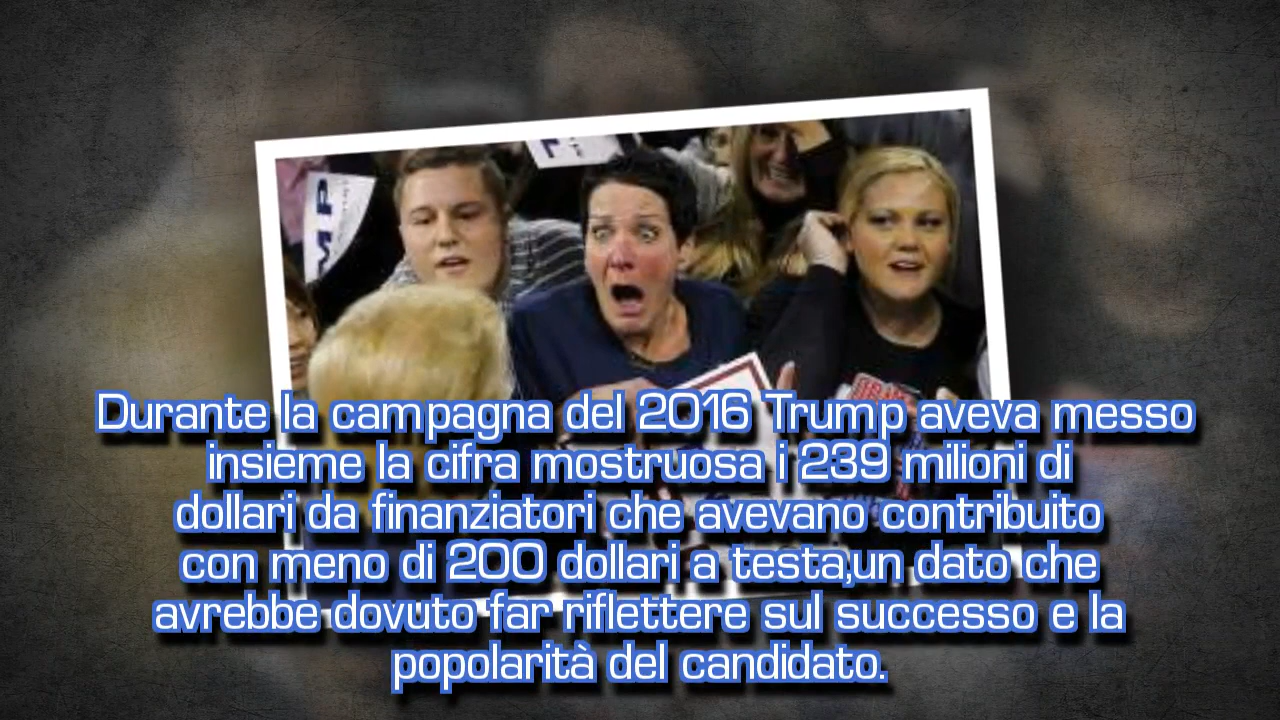 MP
Durante la campagna del 2016 Trump aveva messo
insieme la cifra mostruosa i 239 milioni di
dollari da finanziatori che avevano contribuito
con meno di 200 dollari a testa,un dato che
avrebbe dovuto far riflettere sul successo e la
popolarità del candidato.